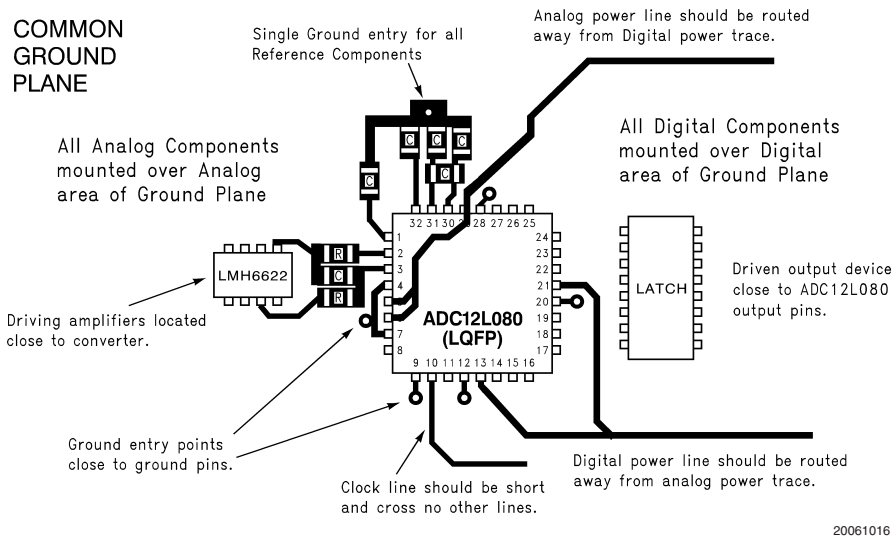 COMMON
GROUND
PLANE
Single Ground entry for all
Reference Components
Analog power line should be routed
away from Digital power trace.
All Analog Components
mounted over Analog
area of Ground Plane
All Digital Components
mounted over Digital
area of Ground Plane
C
C
C
C
C
32 31 30 28 27 26 25
1
2
3
4
7
8
24
23
22
21
20
19
18
17
R
C
R
LMH6622
LATCH
Driven output device
close to ADC12L080
output pins.
Driving amplifiers located
close to converter.
ADC12L080
(LQFP)
9 10 11 12 13 14 15 16
Ground entry points
close to ground pins.
Clock line should be short
and cross no other lines.
Digital power line should be routed
away from analog power trace.
20061016